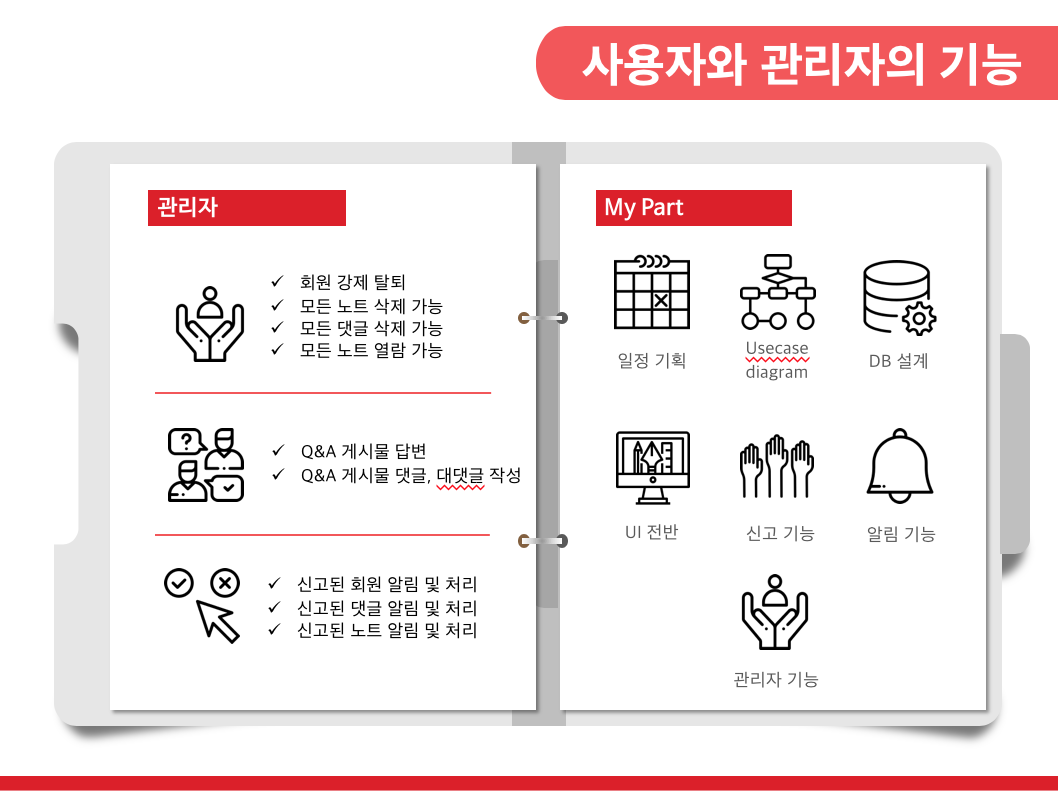 사용자와 관리자의 기능
관리자
✓ 회원 강제 탈퇴
✓ 모든 노트 삭제 가능
✓ 모든 댓글 삭제 가능
✓ 모든 노트 열람 가능
✓ Q&A 게시물 답변
✓ Q&A 게시물 댓글, 대댓글 작성
✓ 신고된 회원 알림 및 처리
✓ 신고된 댓글 알림 및 처리
✓ 신고된 노트 알림 및 처리
My Part
일정 기획
Usecase
diagram
DB 설계
UI 전반
신고 기능
알림 기능
관리자 기능